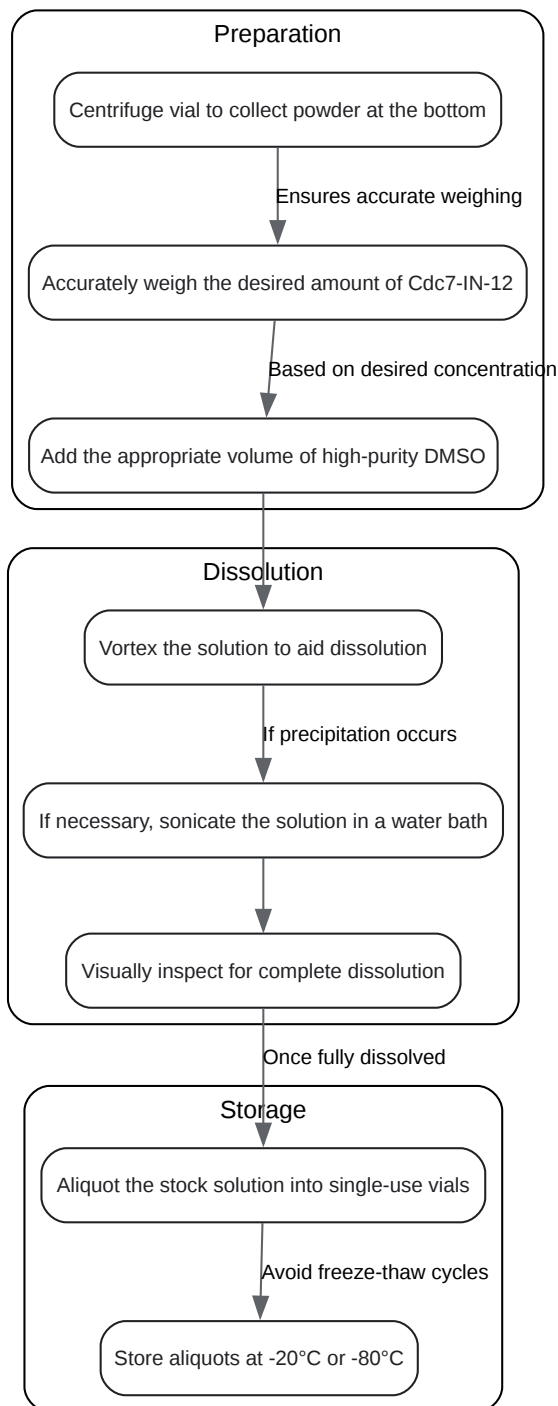 Preparation
Centrifuge vial to collect powder at the bottom
Ensures accurate weighing
Accurately weigh the desired amount of Cdc7-IN-12
Based on desired concentration
Add the appropriate volume of high-purity DMSO
Dissolution
Vortex the solution to aid dissolution
If precipitation occurs
If necessary, sonicate the solution in a water bath
Visually inspect for complete dissolution
Once fully dissolved
Storage
Aliquot the stock solution into single-use vials
Avoid freeze-thaw cycles
Store aliquots at -20°C or -80°C